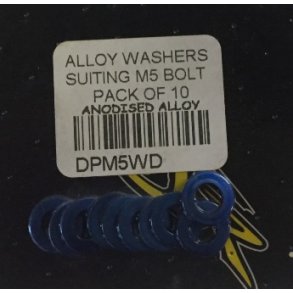 ALLOY WASHERS
SUITING M5 BOLT
PACK OF 10
ANODISED ALLOY
DPM5WD